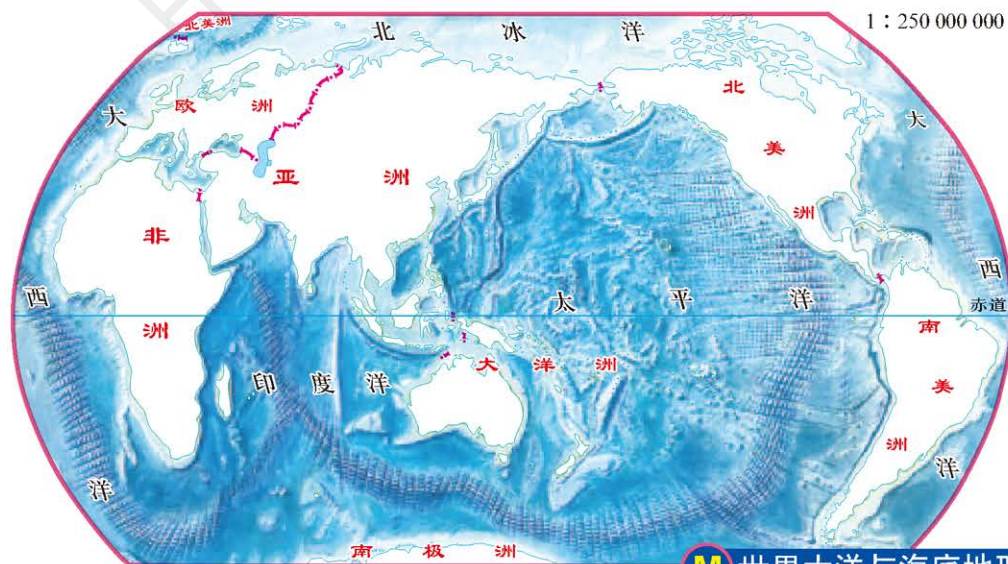 1∶250 000 000
北美洲
北冰洋
大西洋
欧洲
亚洲
北美洲
大西洋
非洲
太平洋
赤道
印度洋
大洋洲
南美洲
南极洲
M 世界大洋与海底地形